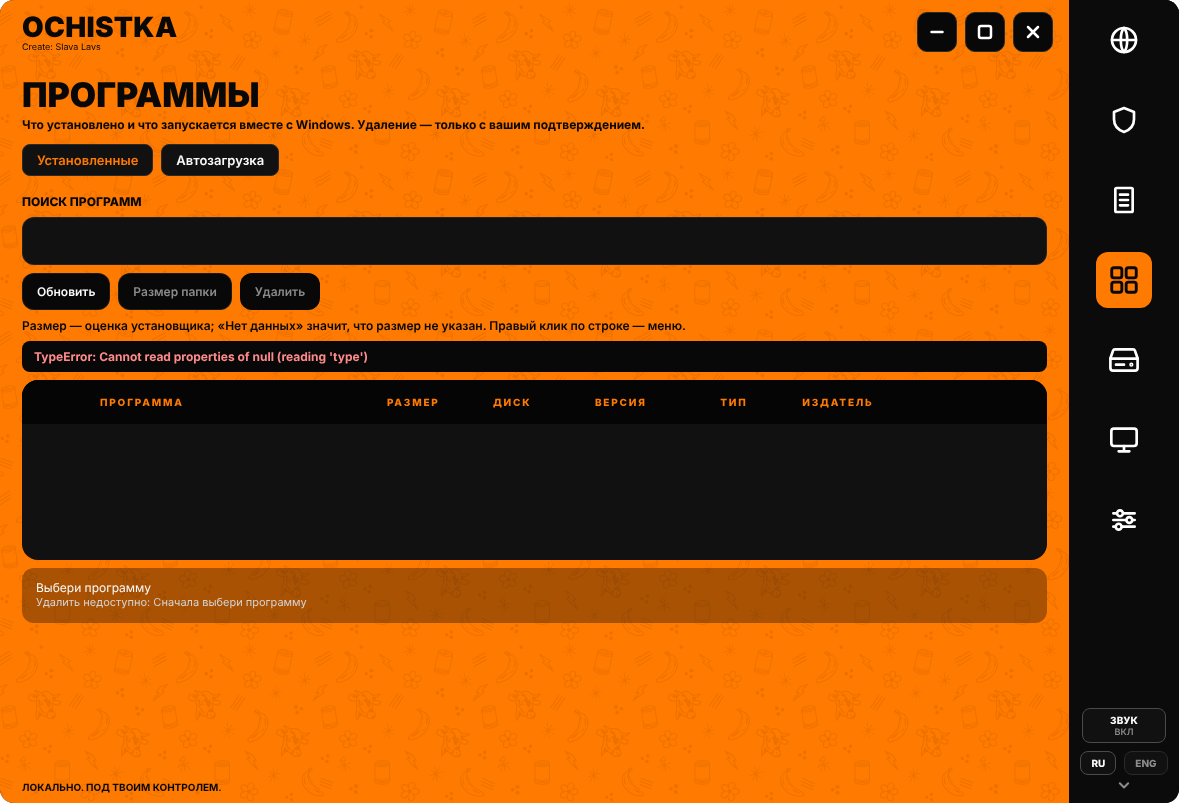 OCHISTKA
Create: Slava Lavs
ПРОГРАММЫ
Что установлено и что запускается вместе с Windows. Удаление — только с вашим подтверждением.
Установленные
Автозагрузка
ПОИСК ПРОГРАММ
Обновить
Размер папки
Удалить
Размер — оценка установщика; «Нет данных» значит, что размер не указан. Правый клик по строке — меню.
TypeError: Cannot read properties of null (reading 'type')
ПРОГРАММА РАЗМЕР ДИСК ВЕРСИЯ ТИП ИЗДАТЕЛЬ
Выбери программу
Удалить недоступно: Сначала выбери программу
ЛОКАЛЬНО. ПОД ТВОИМ КОНТРОЛЕМ.
ЗВУК
ВКЛ
RU ENG